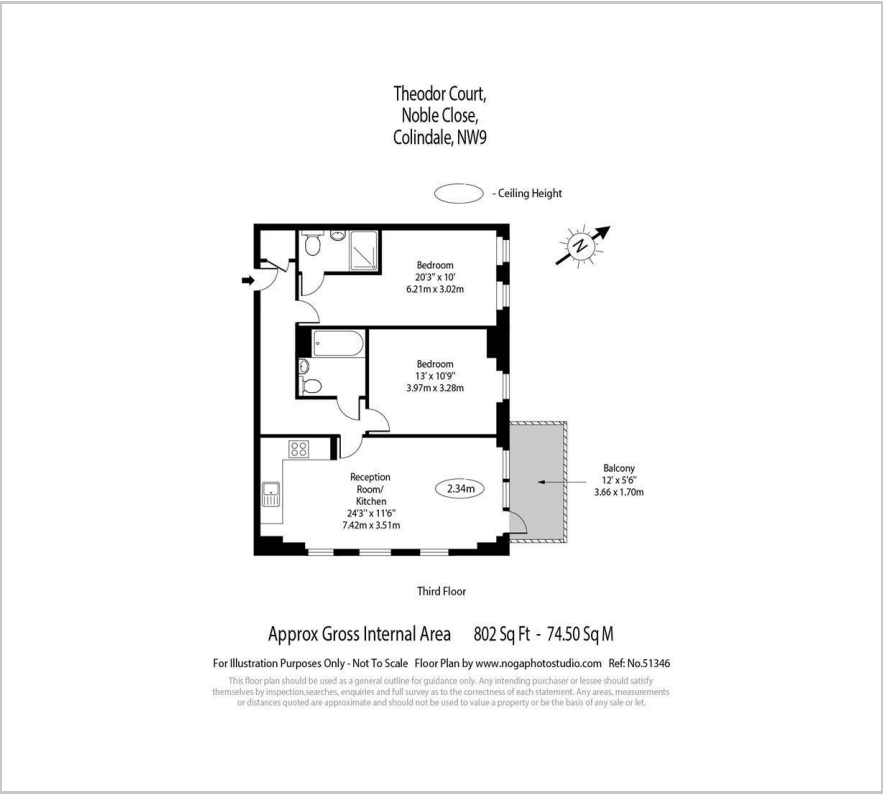 Theodor Court,
Noble Close,
Colindale, NW9
- Ceiling Height
N
Bedroom
20'3" x 10'
6.21m x 3.02m
Bedroom
13' x 10'9"
3.97m x 3.28m
Reception
Room/
Kitchen
24'3" x 11'6"
7.42m x 3.51m
2.34m
Balcony
12' x 5'6"
3.66 x 1.70m
Third Floor
Approx Gross Internal Area 802 Sq Ft - 74.50 Sq M
For Illustration Purposes Only - Not To Scale Floor Plan by www.nogaphotostudio.com Ref: No.51346
This floor plan should be used as a general outline for guidance only. Any intending purchaser or lessee should satisfy
themselves by inspection,searches, enquiries and full survey as to the correctness of each statement. Any areas, measurements
or distances quoted are approximate and should not be used to value a property or be the basis of any sale or let.